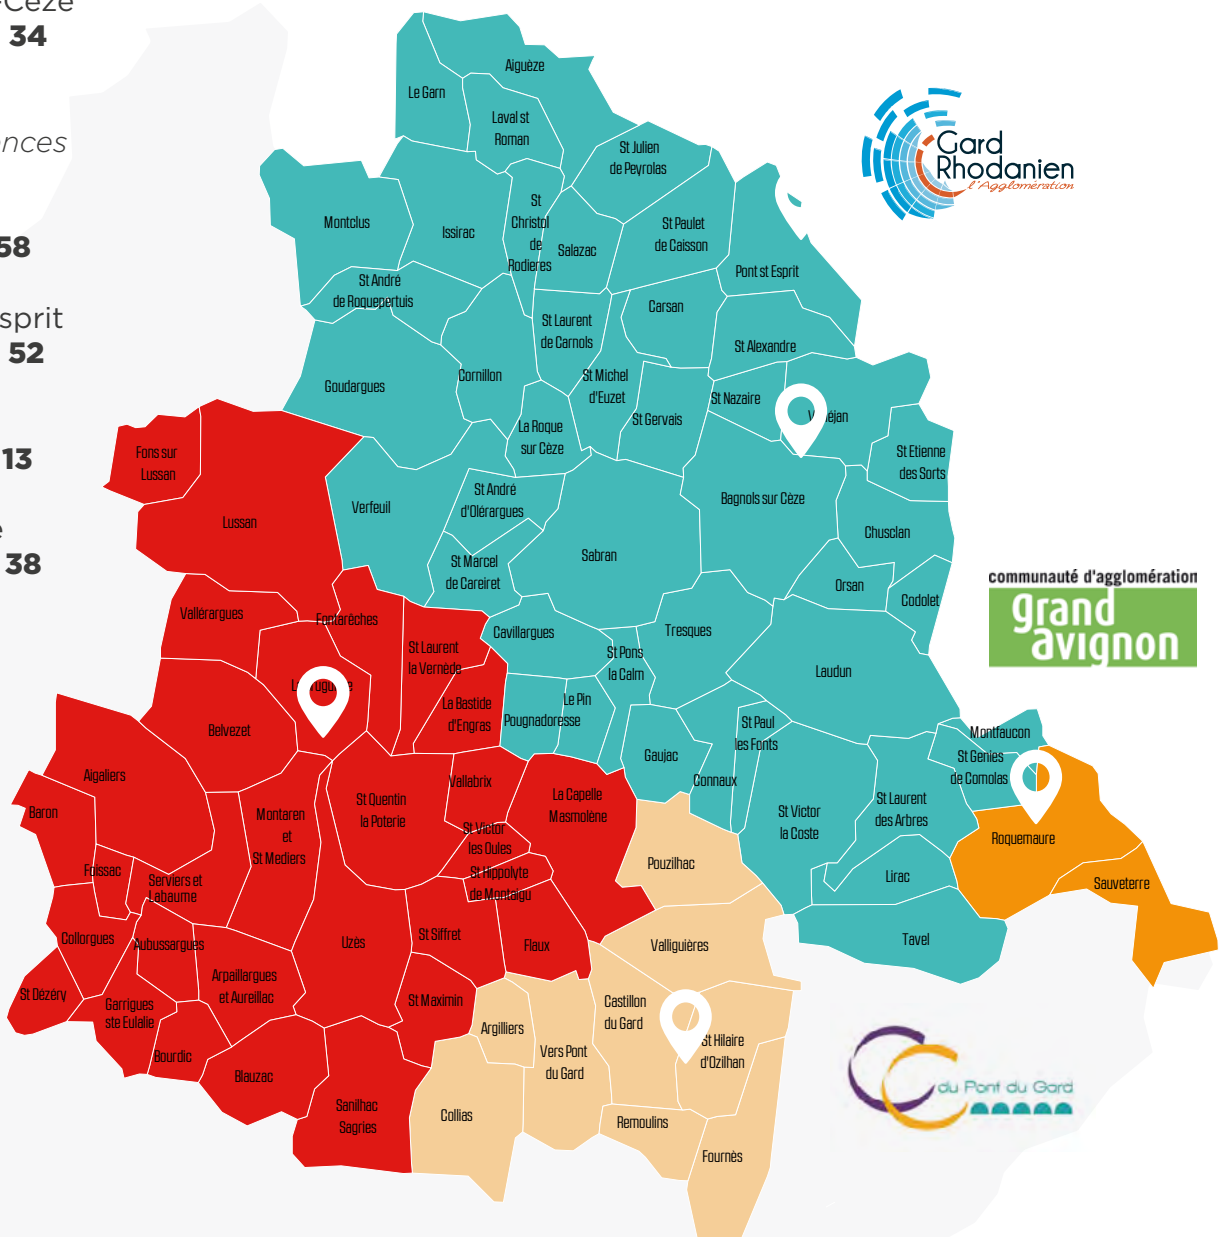 -Cèze
34
ences
58
sprit
52
13
e
38
Aiguèze
Le Garn
Laval st
Roman
St Julien
de Peyrolas
Gard
Rhodanien
l'Agglomération
Montclus
Issirac
St
Christol
de
Rodieres
Salazac
St Paulet
de Caisson
Pont st Esprit
St André
de Roquepertuis
Carsan
St Laurent
de Carnols
St Alexandre
Goudargues
Cornillon
St Michel
d'Euzet
St Nazaire
St Gervais
La Roque
sur Cèze
Fons sur
Lussan
St Etienne
des Sorts
Bagnols sur Cèze
Verfeuil
St André
d'Olérargues
Lussan
Chusclan
Sabran
St Marcel
de Careiret
Orsan
Codolet
communauté d'agglomération
grand
avignon
Vallérargues
Fontarèches
Cavillargues
Tresques
St Laurent
la Vernède
St Pons
la Calm
Laudun
Le Pin
La Bastide
d'Engras
Pougnadoresse
Belvezet
St Paul
les Fonts
Montfaucon
Gaujac
St Genies
de Comolas
Aigaliers
Connaux
Vallabrix
St Quentin
la Poterie
La Capelle
Masmolène
St Laurent
des Arbres
Baron
Montaren
et
St Mediers
St Victor
la Coste
St Victor
les Oules
Roquemaure
Pouzilhac
Foissac
St Hippolyte
de Montaigu
Serviers et
Labaume
Lirac
Sauveterre
Collorgues
Aubussargues
Uzès
St Siffret
Flaux
Valliguières
Tavel
Arpaillargues
et Aureillac
St Dézéry
Garrigues
ste Eulalie
St Maximin
Castillon
du Gard
Argilliers
St Hilaire
d'Ozilhan
Vers Pont
du Gard
Bourdic
Blauzac
du Pont du Gard
Sanilhac
Sagries
Collias
Remoulins
Fournès